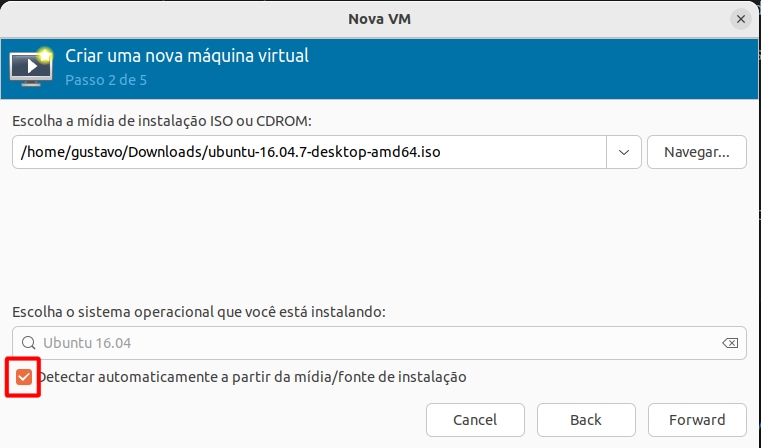 Nova VM
Criar uma nova máquina virtual
Passo 2 de 5
Escolha a mídia de instalação ISO ou CDROM:
/home/gustavo/Downloads/ubuntu-16.04.7-desktop-amd64.iso
Navegar...
Escolha o sistema operacional que você está instalando:
Ubuntu 16.04
Detectar automaticamente a partir da mídia/fonte de instalação
Cancel
Back
Forward